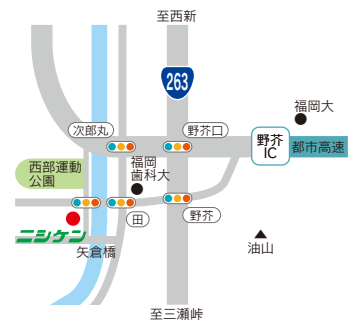 至西新
263
福岡大
次郎丸
野芥口
野芥
IC
都市高速
西部運動
公園
福岡
歯科大
田
野芥
ニシケン
矢倉橋
油山
至三瀬峠